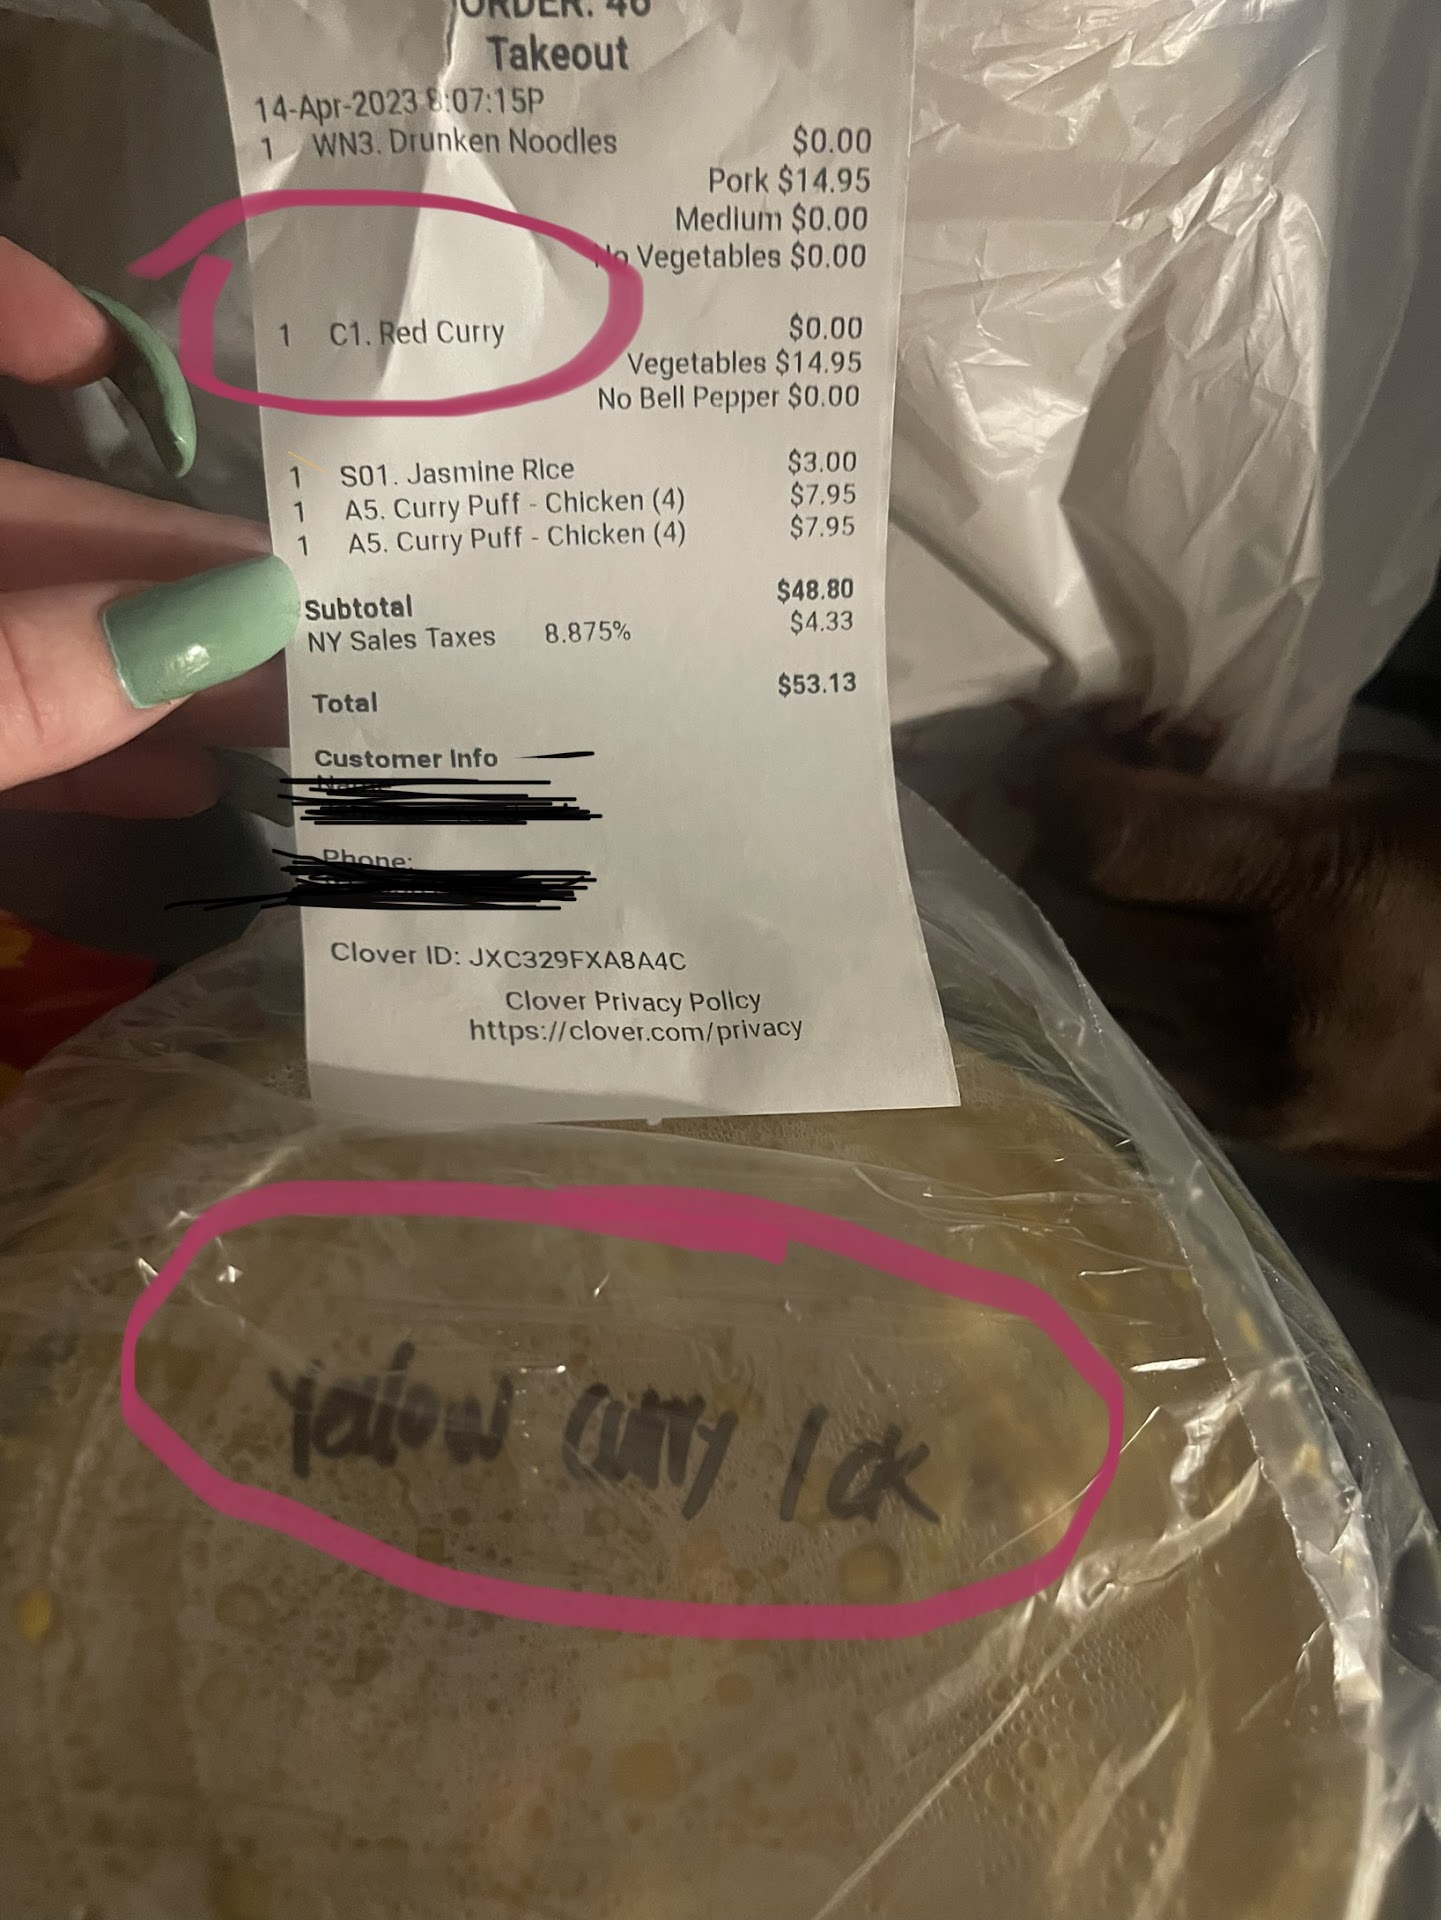 ORDER: 46
Takeout
14-Apr-2023 8:07:15P
1 WN3. Drunken Noodles $0.00
Pork $14.95
Medium $0.00
No Vegetables $0.00
1 C1. Red Curry $0.00
Vegetables $14.95
No Bell Pepper $0.00
1 S01. Jasmine Rice $3.00
1 A5. Curry Puff - Chicken (4) $7.95
1 A5. Curry Puff - Chicken (4) $7.95
Subtotal $48.80
NY Sales Taxes 8.875% $4.33
Total $53.13
Customer Info
Phone:
Clover ID: JXC329FXA8A4C
Clover Privacy Policy
https://clover.com/privacy
Yellow Curry / CK